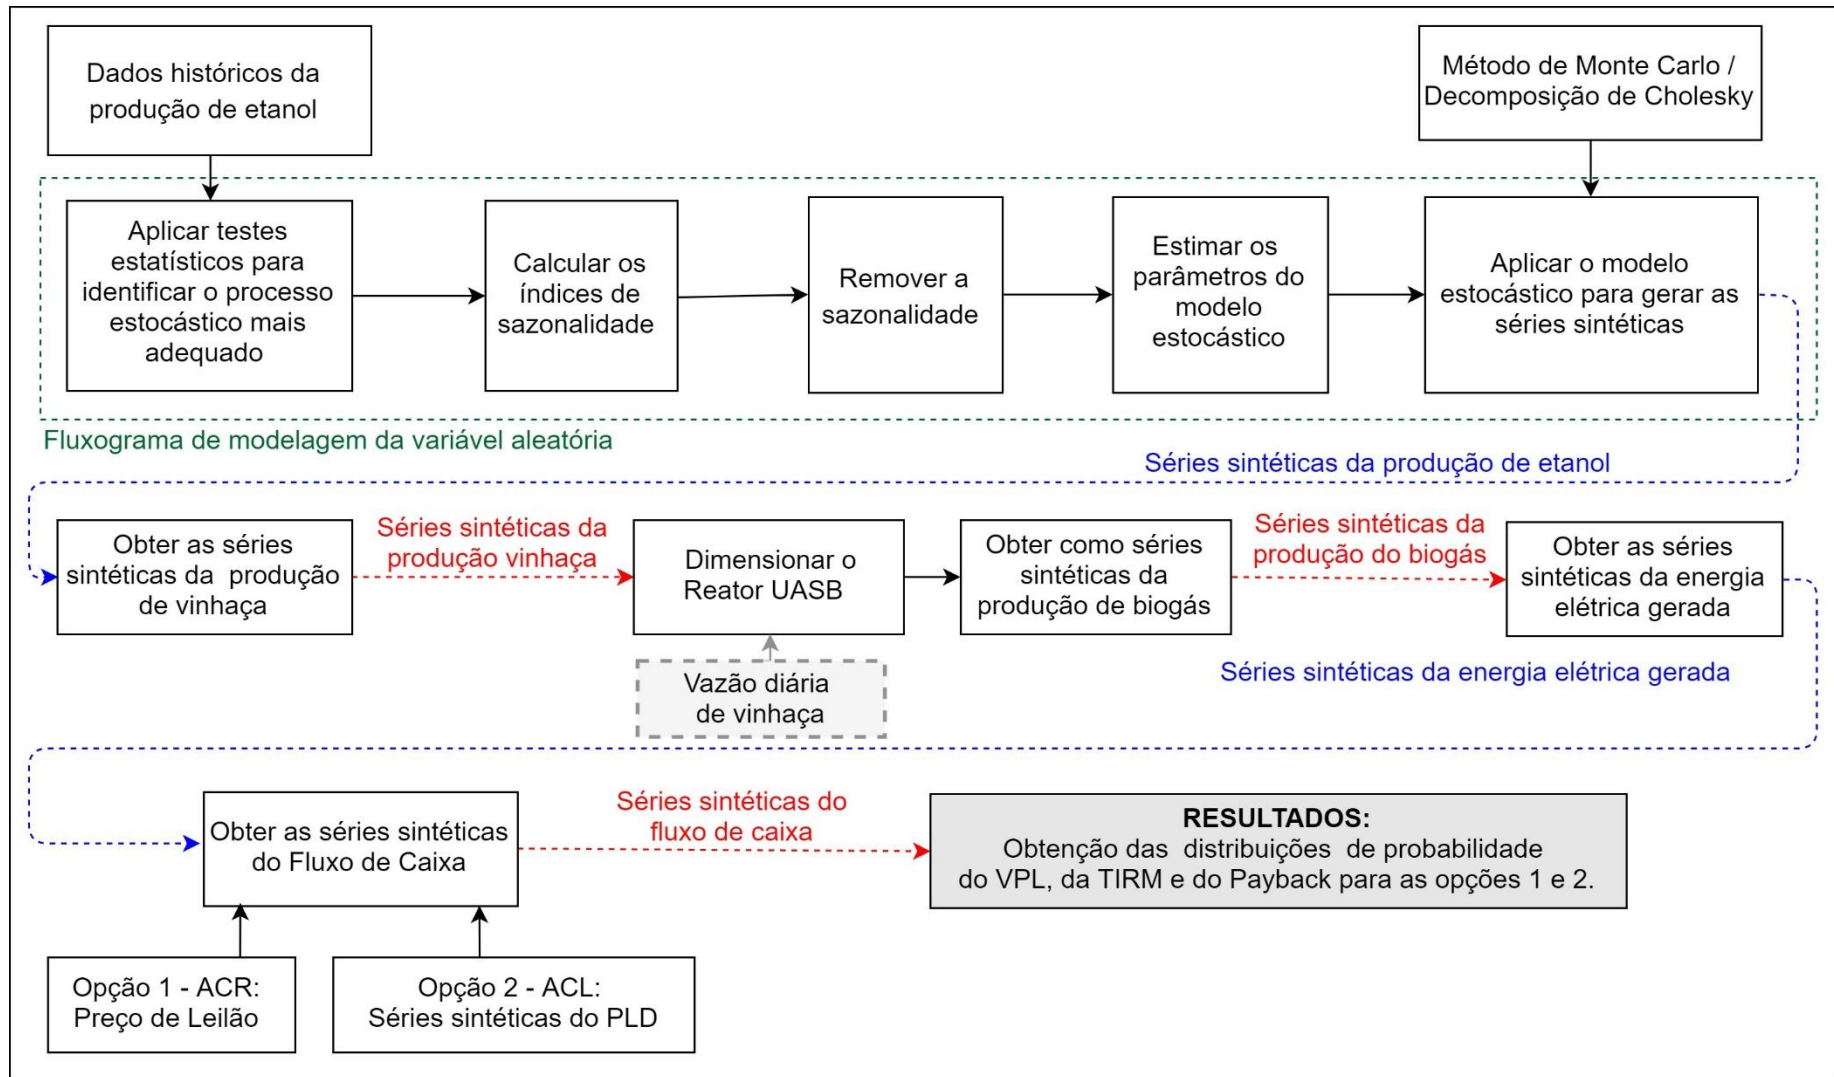 Dados históricos da
produção de etanol
Método de Monte Carlo /
Decomposição de Cholesky
Aplicar testes
estatísticos para
identificar o processo
estocástico mais
adequado
Calcular os
índices de
sazonalidade
Remover a
sazonalidade
Estimar os
parâmetros do
modelo
estocástico
Aplicar o modelo
estocástico para gerar as
séries sintéticas
Fluxograma de modelagem da variável aleatória
Séries sintéticas da produção de etanol
Obter as séries
sintéticas da produção
de vinhaça
Séries sintéticas da
produção vinhaça
Dimensionar o
Reator UASB
Vazão diária
de vinhaça
Obter como séries
sintéticas da
produção de biogás
Séries sintéticas da
produção do biogás
Obter as séries
sintéticas da energia
elétrica gerada
Séries sintéticas da energia elétrica gerada
Obter as séries sintéticas
do Fluxo de Caixa
Séries sintéticas do
fluxo de caixa
RESULTADOS:
Obtenção das distribuições de probabilidade
do VPL, da TIRM e do Payback para as opções 1 e 2.
Opção 1 - ACR:
Preço de Leilão
Opção 2 - ACL:
Séries sintéticas do PLD